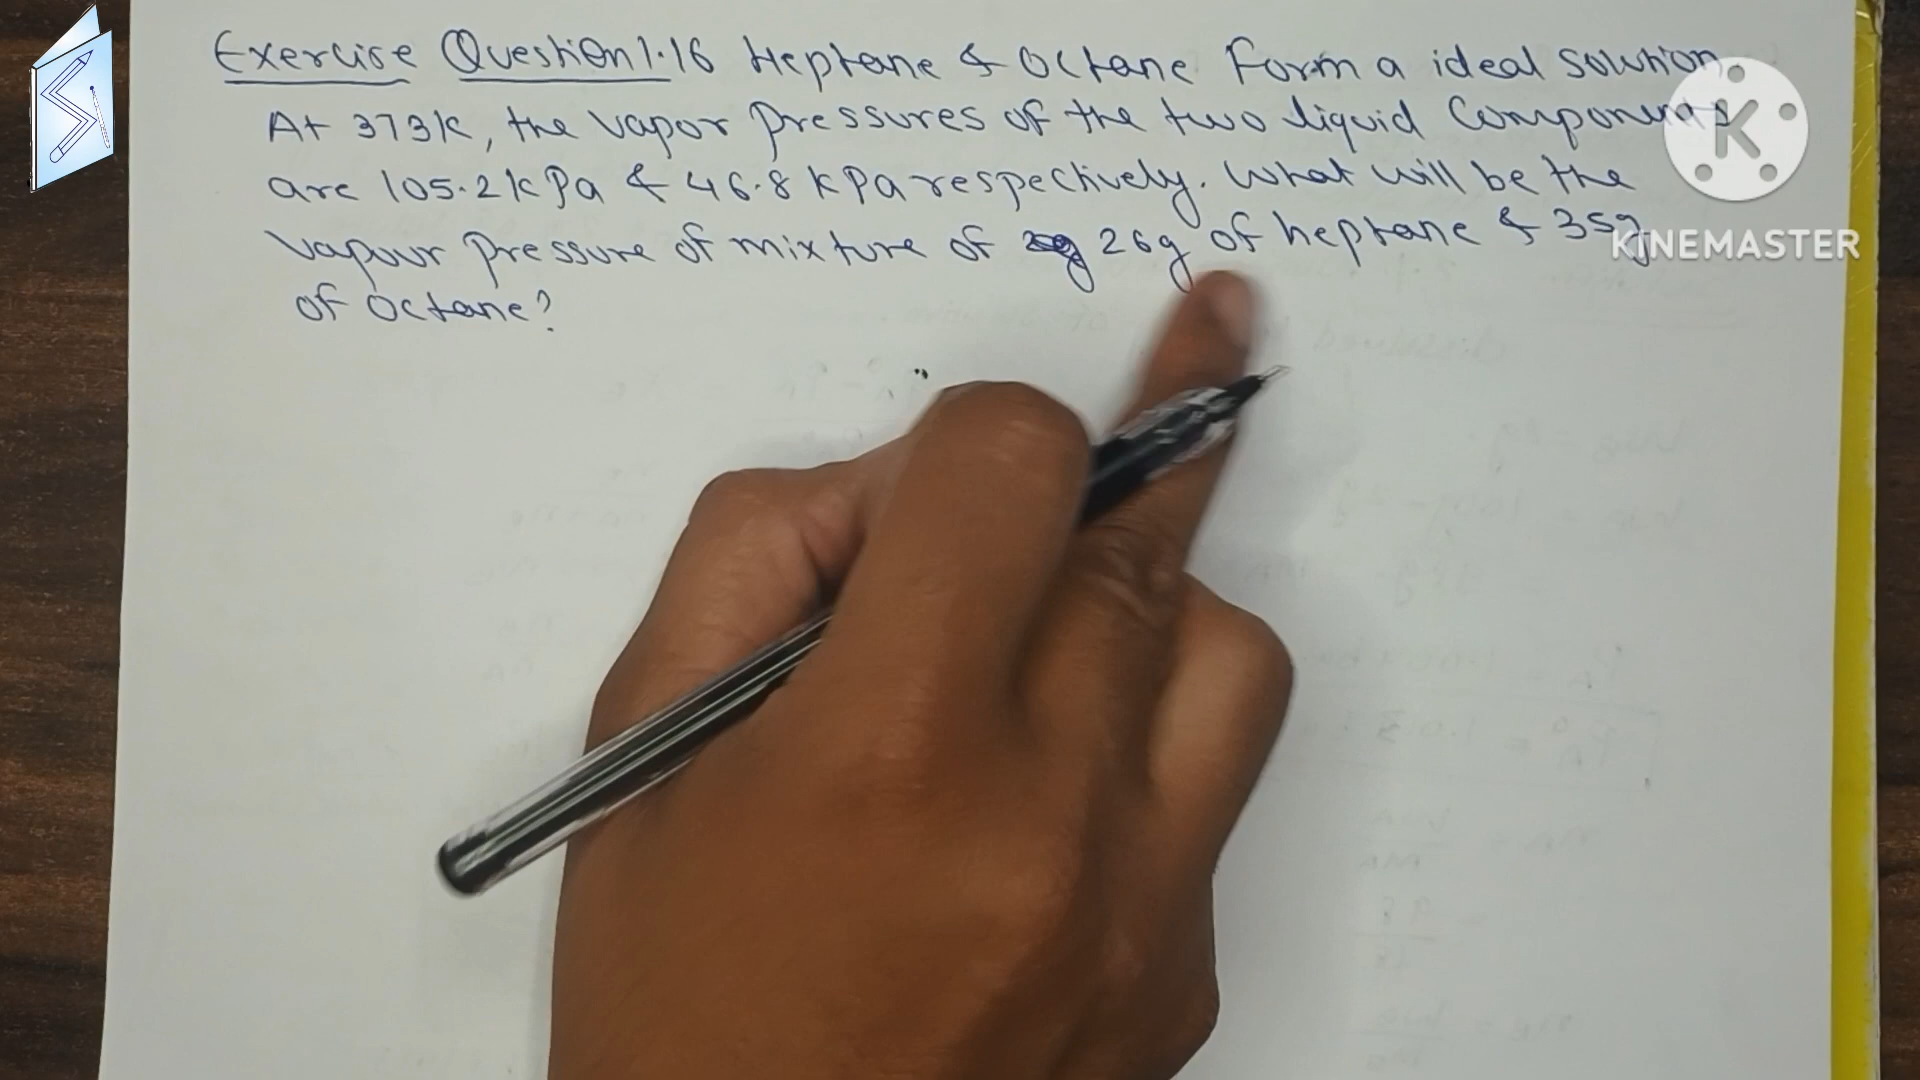 Exercise Question 1.16 Heptane & Octane Form a ideal solution
At 373K, the vapor pressures of the two liquid Components
are 105.2 kPa & 46.8 kPa respectively. What will be the
Vapour pressure of mixture of 26g of heptane & 35g
of Octane?
K
KINEMASTER